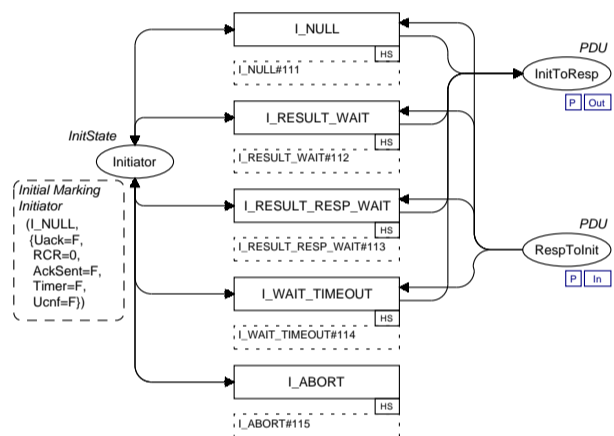 I_NULL
HS
I_NULL#111
PDU
InitToResp
P Out
I_RESULT_WAIT
HS
I_RESULT_WAIT#112
InitState
Initiator
Initial Marking
Initiator
(I_NULL,
{Uack=F,
RCR=0,
AckSent=F,
Timer=F,
Ucnf=F})
I_RESULT_RESP_WAIT
HS
I_RESULT_RESP_WAIT#113
PDU
RespToInit
P In
I_WAIT_TIMEOUT
HS
I_WAIT_TIMEOUT#114
I_ABORT
HS
I_ABORT#115